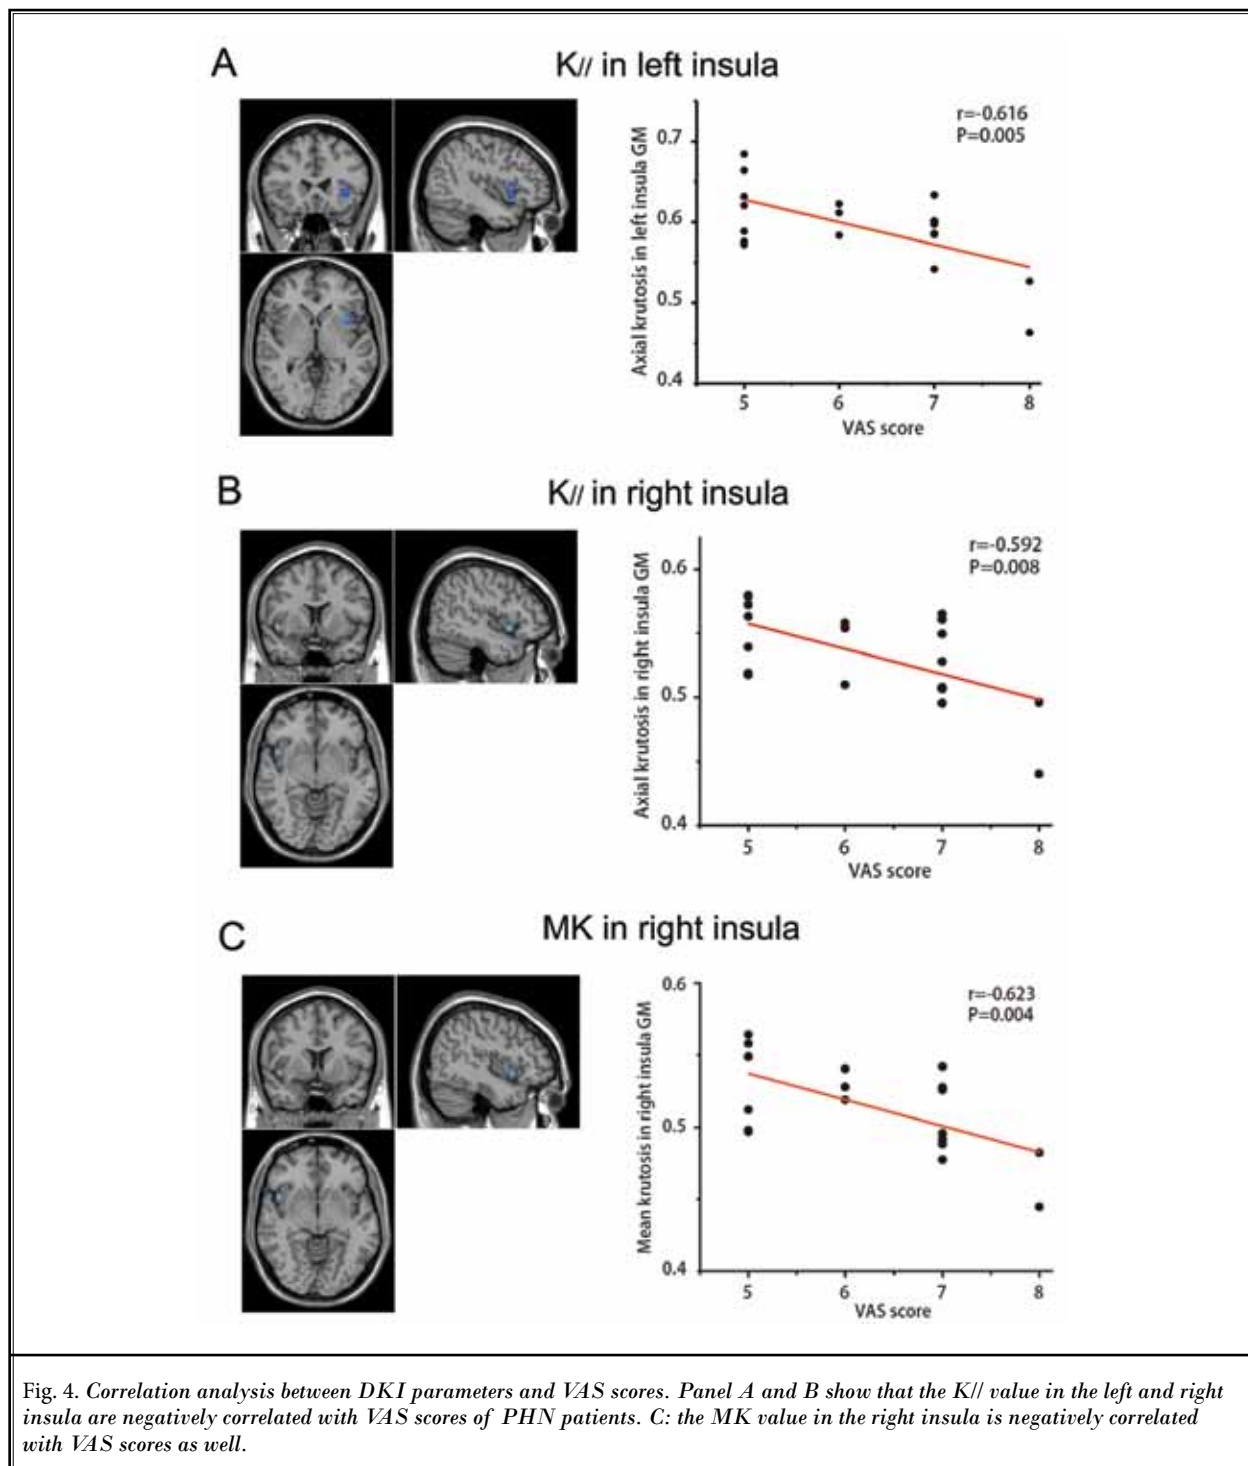 A
K// in left insula
r=-0.616
P=0.005
Axial krutosis in left insula GM
0.7
0.6
0.5
0.4
5 6 7 8
VAS score
B
K// in right insula
r=-0.592
P=0.008
Axial krutosis in right insula GM
0.6
0.5
0.4
5 6 7 8
VAS score
C
MK in right insula
r=-0.623
P=0.004
Mean krutosis in right insula GM
0.6
0.5
0.4
5 6 7 8
VAS score
Fig. 4. Correlation analysis between DKI parameters and VAS scores. Panel A and B show that the K// value in the left and right
insula are negatively correlated with VAS scores of PHN patients. C: the MK value in the right insula is negatively correlated
with VAS scores as well.